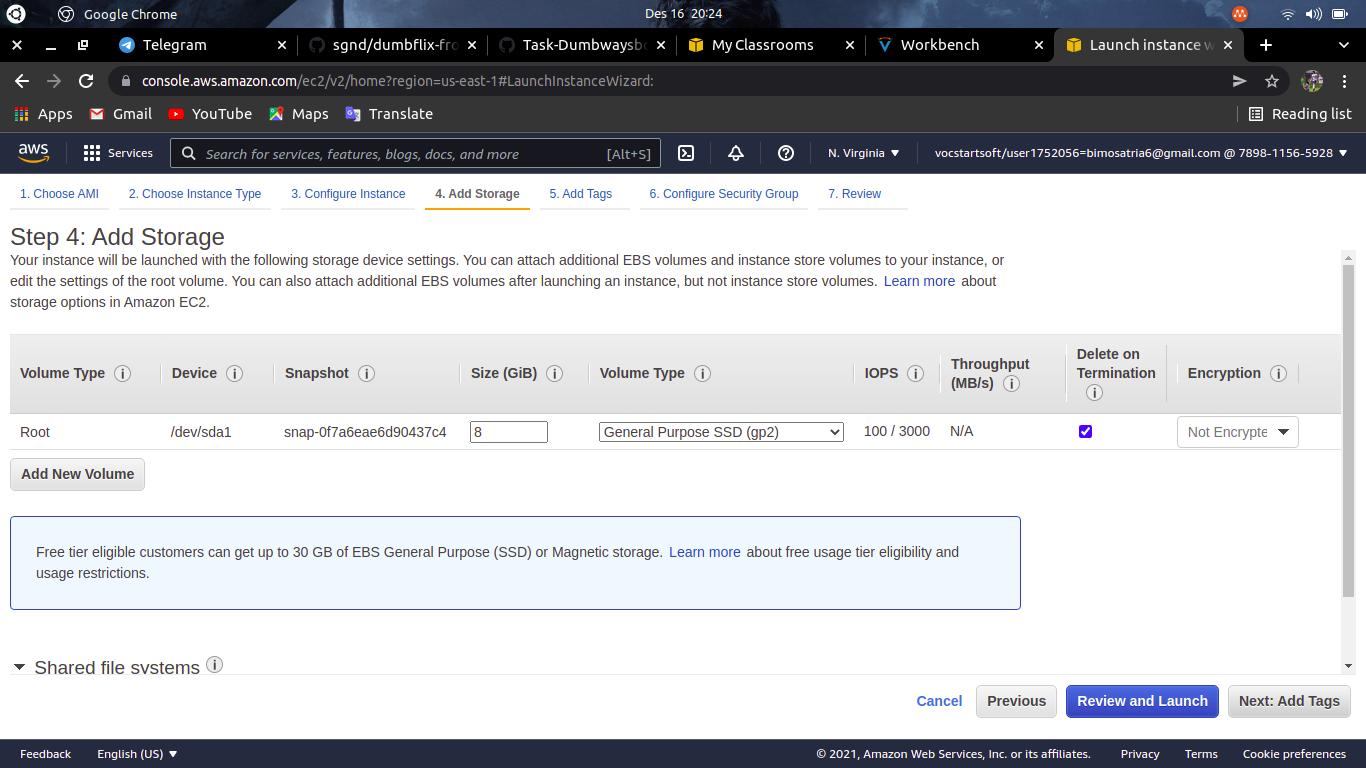 Google Chrome
Des 16 20:24
Telegram
sgnd/dumbflix-fro
Task-Dumbwaysbo
My Classrooms
Workbench
Launch instance w
console.aws.amazon.com/ec2/v2/home?region=us-east-1#LaunchInstanceWizard:
Apps
Gmail
YouTube
Maps
Translate
Reading list
aws
Services
Search for services, features, blogs, docs, and more
[Alt+S]
N. Virginia
vocstartsoft/user1752056=bimosatria6@gmail.com @ 7898-1156-5928
1. Choose AMI
2. Choose Instance Type
3. Configure Instance
4. Add Storage
5. Add Tags
6. Configure Security Group
7. Review
Step 4: Add Storage
Your instance will be launched with the following storage device settings. You can attach additional EBS volumes and instance store volumes to your instance, or
edit the settings of the root volume. You can also attach additional EBS volumes after launching an instance, but not instance store volumes. Learn more about
storage options in Amazon EC2.
Volume Type
Device
Snapshot
Size (GiB)
Volume Type
IOPS
Throughput
(MB/s)
Delete on
Termination
Encryption
Root
/dev/sda1
snap-0f7a6eae6d90437c4
8
General Purpose SSD (gp2)
100 / 3000
N/A
Not Encrypte
Add New Volume
Free tier eligible customers can get up to 30 GB of EBS General Purpose (SSD) or Magnetic storage. Learn more about free usage tier eligibility and
usage restrictions.
Shared file systems
Cancel
Previous
Review and Launch
Next: Add Tags
Feedback
English (US)
© 2021, Amazon Web Services, Inc. or its affiliates.
Privacy
Terms
Cookie preferences